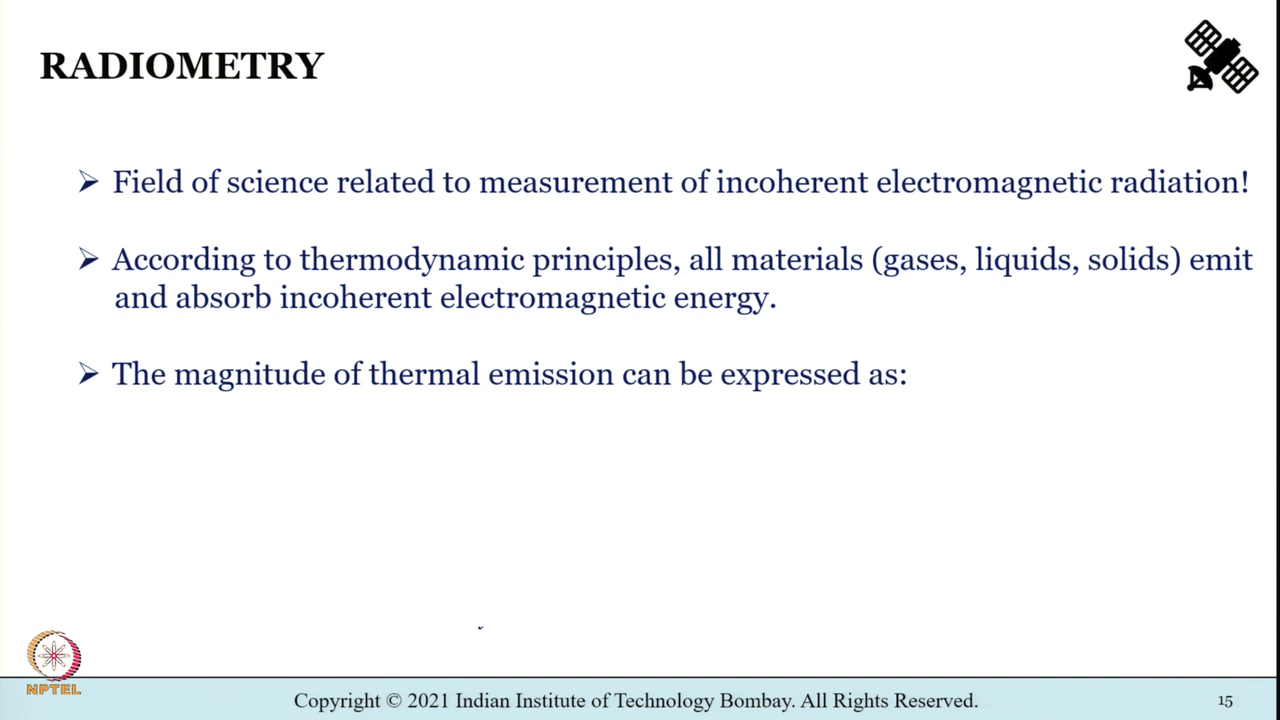 RADIOMETRY
➢ Field of science related to measurement of incoherent electromagnetic radiation!
➢ According to thermodynamic principles, all materials (gases, liquids, solids) emit
and absorb incoherent electromagnetic energy.
➢ The magnitude of thermal emission can be expressed as:
NPTEL
Copyright © 2021 Indian Institute of Technology Bombay. All Rights Reserved.
15